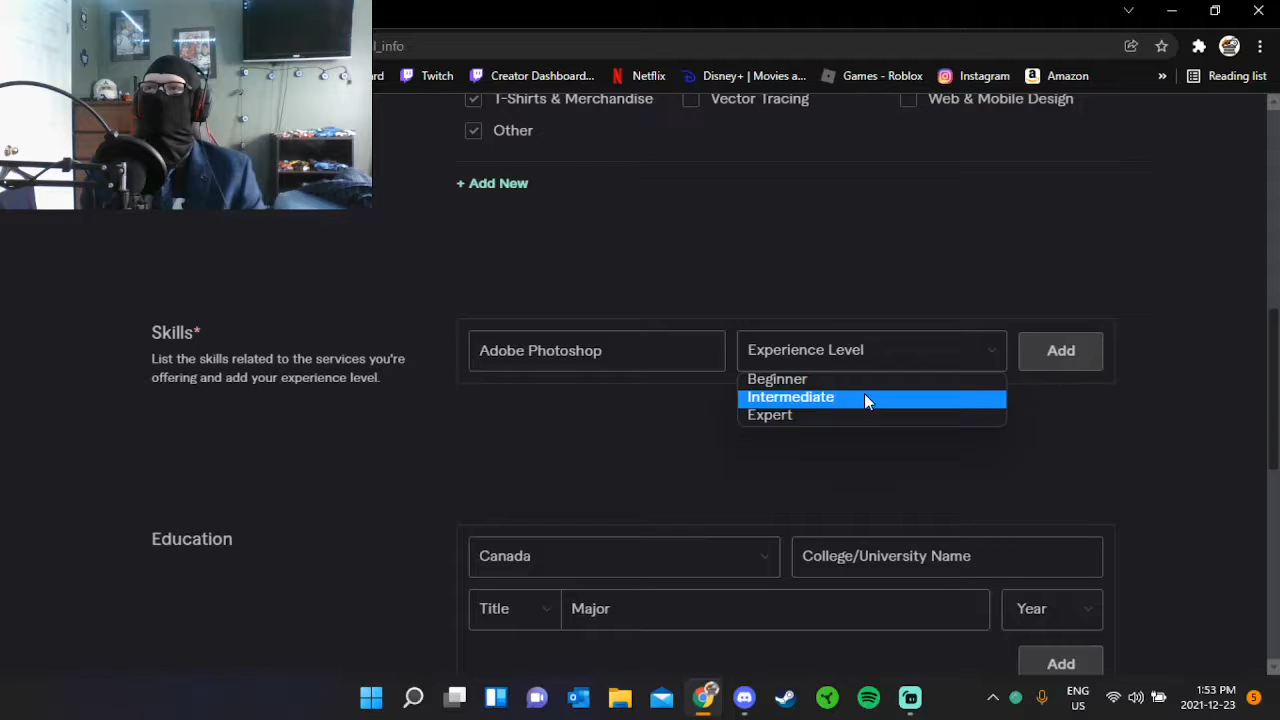 l_info
rd
Twitch
Creator Dashboard...
Netflix
Disney+ | Movies a...
Games - Roblox
Instagram
Amazon
»
Reading list
T-Shirts & Merchandise
Vector Tracing
Web & Mobile Design
Other
+ Add New
Skills*
List the skills related to the services you're
offering and add your experience level.
Adobe Photoshop
Experience Level
Add
Beginner
Intermediate
Expert
Education
Canada
College/University Name
Title
Major
Year
Add
ENG
US
1:53 PM
2021-12-23
5